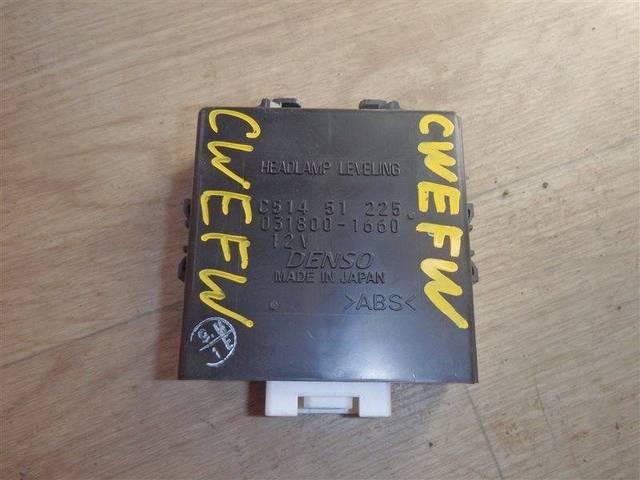 CWEFW
CWEFW
HEADLAMP LEVELING
C514 51 225
031800-1660
12V
DENSO
MADE IN JAPAN
>ABS<